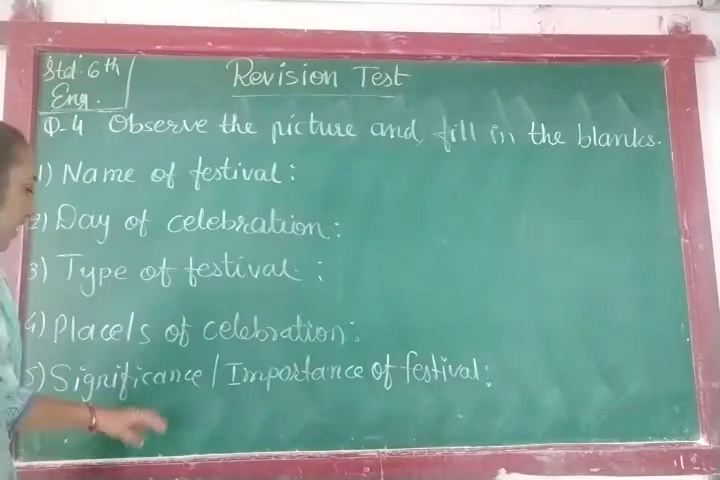 Std: 6th
Eng.
Revision Test
Q-4 Observe the picture and fill in the blanks.
1) Name of festival:
2) Day of celebration:
3) Type of festival :
4) Place/s of celebration:
5) Significance / Importance of festival: